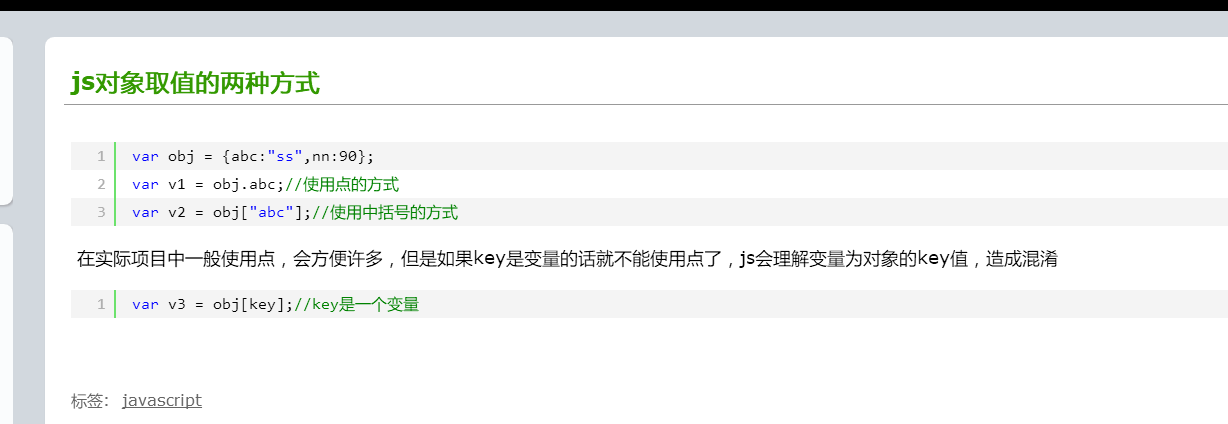 js对象取值的两种方式
1 var obj = {abc:"ss",nn:90};
2 var v1 = obj.abc;//使用点的方式
3 var v2 = obj["abc"];//使用中括号的方式
在实际项目中一般使用点，会方便许多，但是如果key是变量的话就不能使用点了，js会理解变量为对象的key值，造成混淆
1 var v3 = obj[key];//key是一个变量
标签： javascript